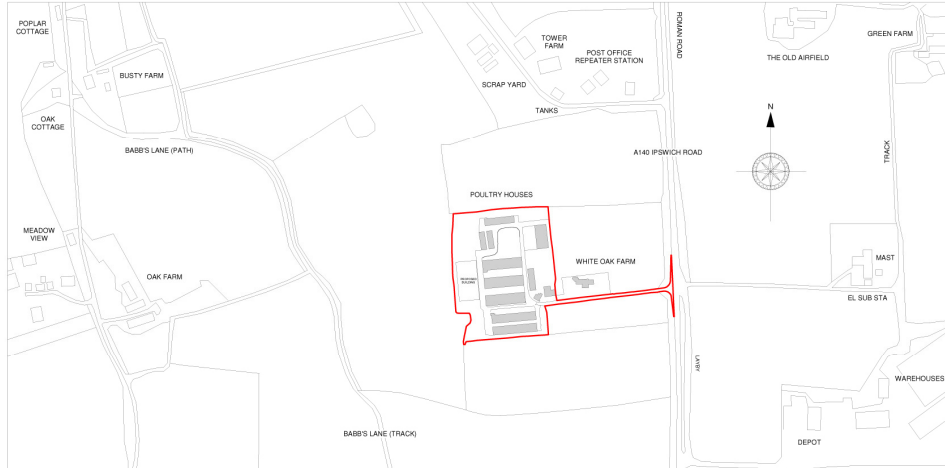 POPLAR
COTTAGE
BUSTY FARM
OAK
COTTAGE
BABB'S LANE (PATH)
MEADOW
VIEW
OAK FARM
BABB'S LANE (TRACK)
TOWER
FARM
POST OFFICE
REPEATER STATION
SCRAP YARD
TANKS
ROMAN ROAD
A140 IPSWICH ROAD
POULTRY HOUSES
WHITE OAK FARM
LAYBY
THE OLD AIRFIELD
GREEN FARM
N
TRACK
MAST
EL SUB STA
WAREHOUSES
DEPOT